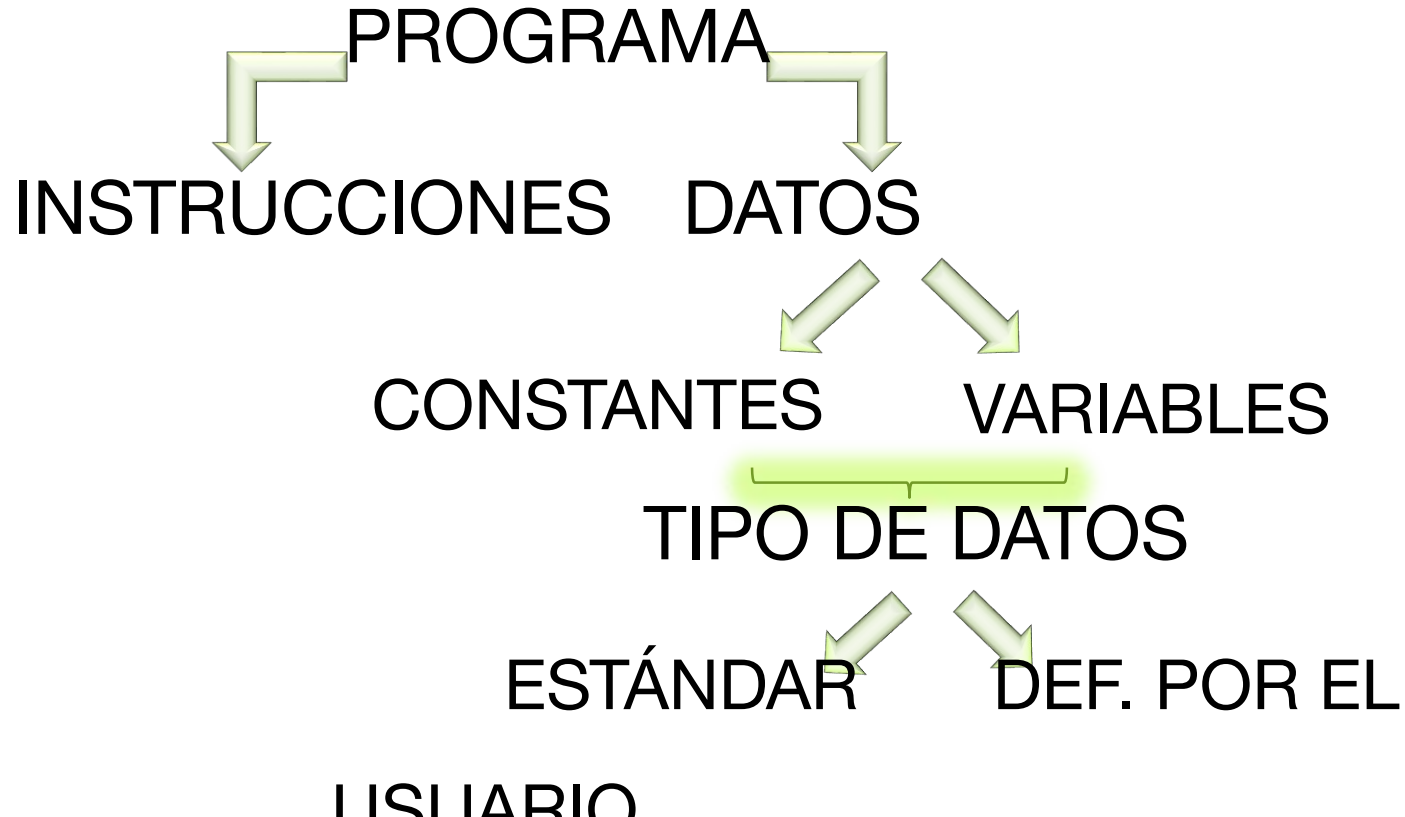 PROGRAMA
INSTRUCCIONES DATOS
CONSTANTES VARIABLES
TIPO DE DATOS
ESTÁNDAR DEF. POR EL
USUARIO